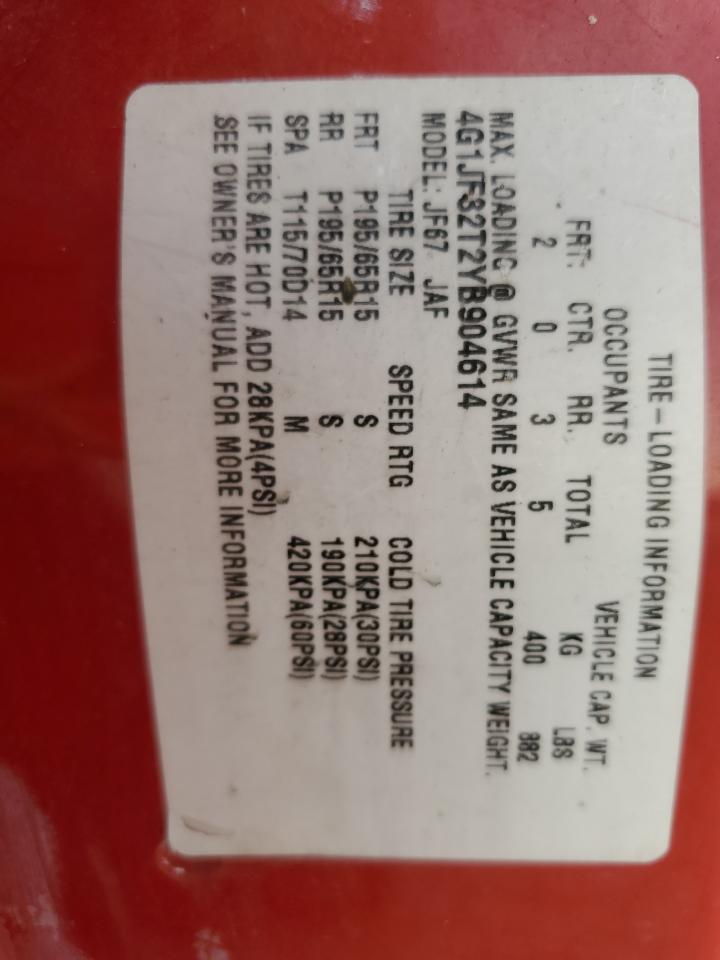 TIRE-LOADING INFORMATION
OCCUPANTS VEHICLE CAP. WT.
FRT. CTR. RR. TOTAL KG LBS
2 0 3 5 400 882
MAX. LOADING @ GVWR SAME AS VEHICLE CAPACITY WEIGHT.
4G1JF32T2YB904614
MODEL: JF67 JAF
TIRE SIZE SPEED RTG COLD TIRE PRESSURE
FRT P195/65R15 S 210KPA(30PSI)
RR P195/65R15 S 190KPA(28PSI)
SPA T115/70D14 M 420KPA(60PSI)
IF TIRES ARE HOT, ADD 28KPA(4PSI)
SEE OWNER'S MANUAL FOR MORE INFORMATION